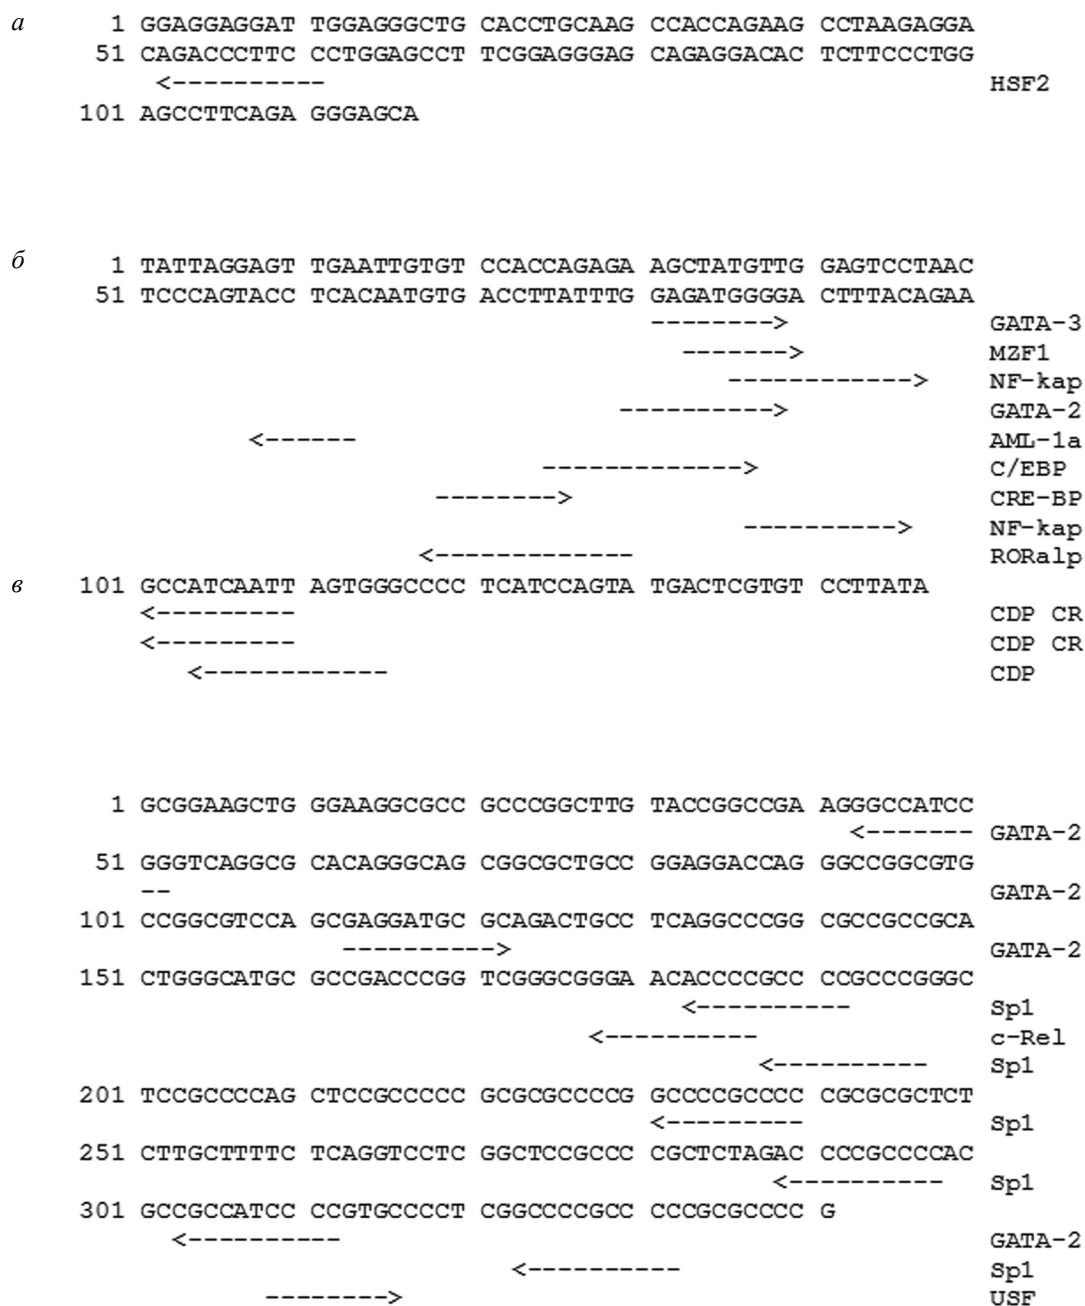 а 1 GGAGGAGGAT TGGAGGGCTG CACCTGCAAG CCACCAGAAG CCTAAGAGGA
51 CAGACCCTTC CCTGGAGCCT TCGGAGGGAG CAGAGGACAC TCTTCCCTGG
<---------- HSF2
101 AGCCTTCAGA GGGAGCA
б 1 TATTAGGAGT TGAATTGTGT CCACCAGAGA AGCTATGTTG GAGTCCTAAC
51 TCCCAGTACC TCACAATGTG ACCTTATTTG GAGATGGGGA CTTTACAGAA
--------> GATA-3
-------> MZF1
------------> NF-kap
----------> GATA-2
<------ AML-1a
-------------> C/EBP
--------> CRE-BP
----------> NF-kap
<------------- RORalp
в 101 GCCATCAATT AGTGGGCCCC TCATCCAGTA TGACTCGTGT CCTTATA
<--------- CDP CR
<--------- CDP CR
<------------ CDP
1 GCGGAAGCTG GGAAGGCGCC GCCCGGCTTG TACCGGCCGA AGGGCCATCC
<------- GATA-2
51 GGGTCAGGCG CACAGGGCAG CGGCGCTGCC GGAGGACCAG GGCCGGCGTG
-- GATA-2
101 CCGGCGTCCA GCGAGGATGC GCAGACTGCC TCAGGCCCGG CGCCGCCGCA
----------> GATA-2
151 CTGGGCATGC GCCGACCCGG TCGGGCGGGA ACACCCCGCC CCGCCCGGGC
<---------- Sp1
<---------- c-Rel
<---------- Sp1
201 TCCGCCCCAG CTCCGCCCCC GCGCGCCCCG GCCCCGCCCC CGCGCGCTCT
<--------- Sp1
251 CTTGCTTTTC TCAGGTCCTC GGCTCCGCCC CGCTCTAGAC CCCGCCCCAC
<---------- Sp1
301 GCCGCCATCC CCGTGCCCCT CGGCCCCGCC CCCGCGCCCC G
<---------- GATA-2
<---------- Sp1
--------> USF